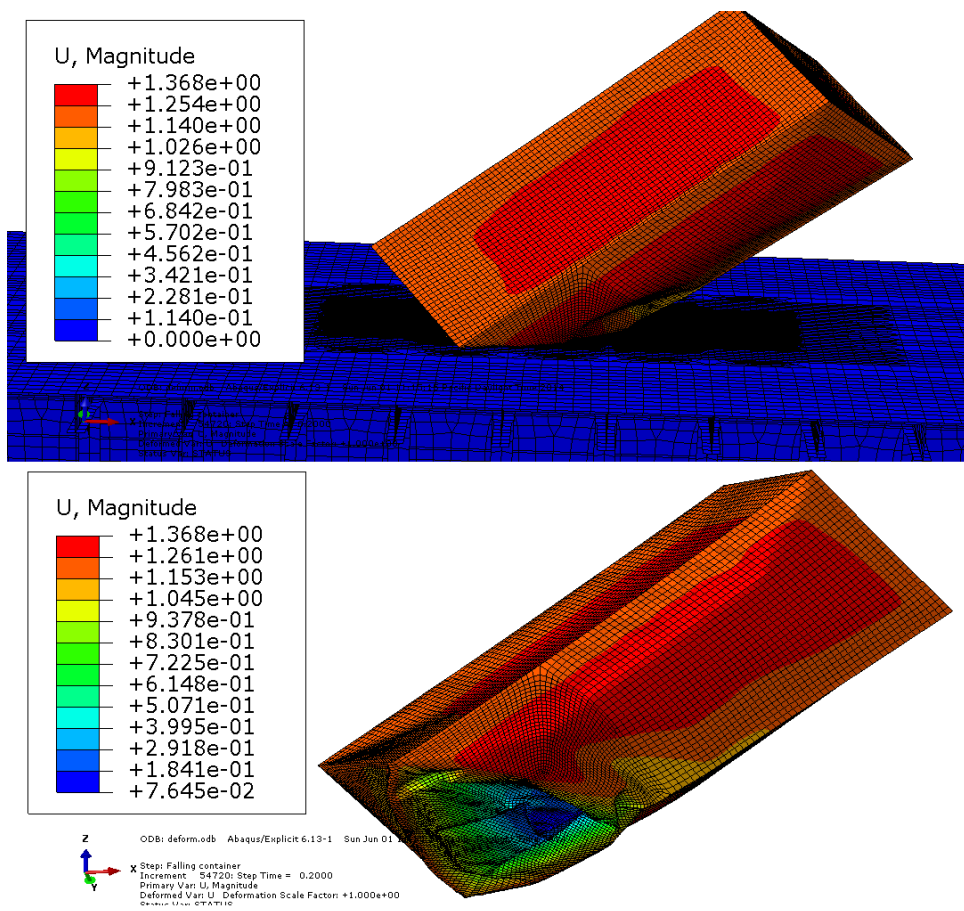 U, Magnitude
+1.368e+00
+1.254e+00
+1.140e+00
+1.026e+00
+9.123e-01
+7.983e-01
+6.842e-01
+5.702e-01
+4.562e-01
+3.421e-01
+2.281e-01
+1.140e-01
+0.000e+00
X
U, Magnitude
+1.368e+00
+1.261e+00
+1.153e+00
+1.045e+00
+9.378e-01
+8.301e-01
+7.225e-01
+6.148e-01
+5.071e-01
+3.995e-01
+2.918e-01
+1.841e-01
+7.645e-02
ODB: deform.odb Abaqus/Explicit 6.13-1 Sun Jun 01
Z
X
Y
Step: Falling container
Increment 54720: Step Time = 0.2000
Primary Var: U, Magnitude
Deformed Var: U Deformation Scale Factor: +1.000e+00
Status Var: STATUS